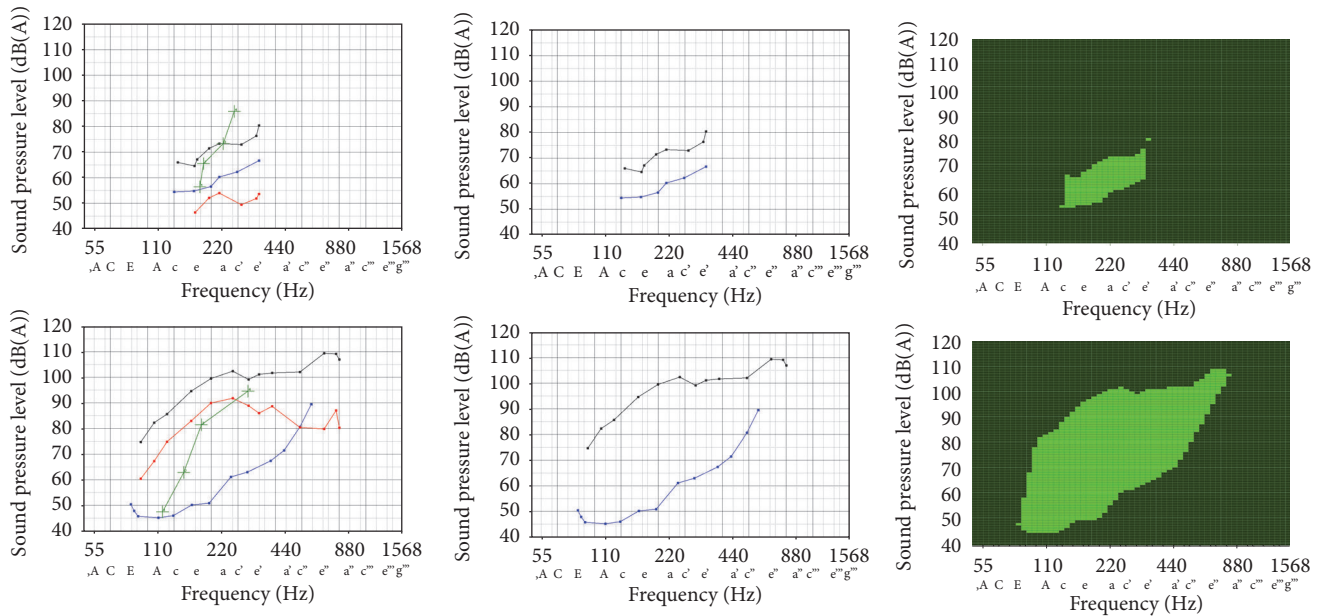 Sound pressure level (dB(A))
120
110
100
90
80
70
60
50
40
55 110 220 440 880 1568
,A C E A c e a c' e' a' c" e" a" c''' e'''g'''
Frequency (Hz)
Sound pressure level (dB(A))
120
110
100
90
80
70
60
50
40
55 110 220 440 880 1568
,A C E A c e a c' e' a' c" e" a" c''' e'''g'''
Frequency (Hz)
Sound pressure level (dB(A))
120
110
100
90
80
70
60
50
40
55 110 220 440 880 1568
,A C E A c e a c' e' a' c" e" a" c''' e''' g'''
Frequency (Hz)
Sound pressure level (dB(A))
120
110
100
90
80
70
60
50
40
55 110 220 440 880 1568
,A C E A c e a c' e' a' c" e" a" c''' e'''g'''
Frequency (Hz)
Sound pressure level (dB(A))
120
110
100
90
80
70
60
50
40
55 110 220 440 880 1568
,A C E A c e a c' e' a' c" e" a" c''' e'''g'''
Frequency (Hz)
Sound pressure level (dB(A))
120
110
100
90
80
70
60
50
40
55 110 220 440 880 1568
,A C E A c e a c' e' a' c" e" a" c''' e''' g'''
Frequency (Hz)